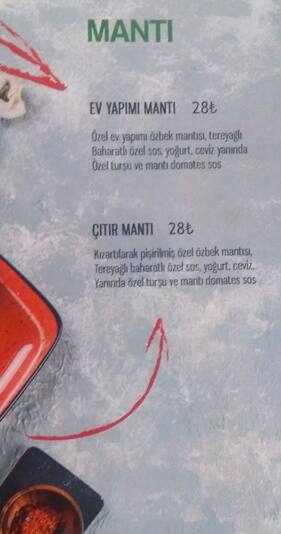 MANTI
EV YAPIMI MANTI 28₺
Özel ev yapımı özbek mantısı, tereyağlı
Baharatlı özel sos, yoğurt, ceviz yanında
Özel turşu ve mantı domates sos
ÇITIR MANTI 28₺
Kızartılarak pişirilmiş özel özbek mantısı,
Tereyağlı baharatlı özel sos, yoğurt, ceviz,
Yanında özel turşu ve mantı domates sos